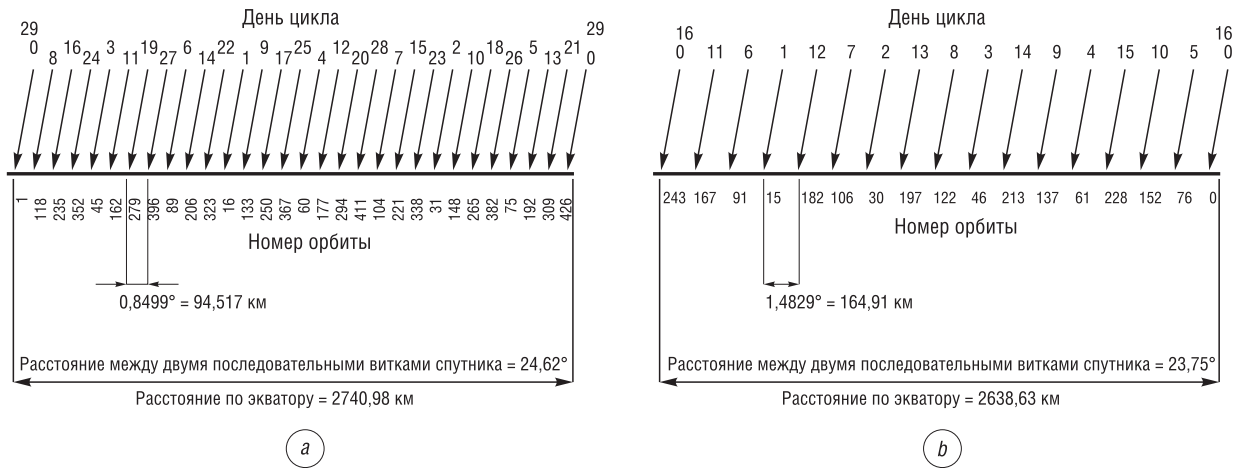 День цикла
29 0 8 16 24 3 11 19 27 6 14 22 1 9 17 25 4 12 20 28 7 15 23 2 10 18 26 5 13 21 29 0
1 118 235 352 45 162 279 396 89 206 323 16 133 250 367 60 177 294 411 104 221 338 31 148 265 382 75 192 309 426
Номер орбиты
0,8499° = 94,517 км
Расстояние между двумя последовательными витками спутника = 24,62°
Расстояние по экватору = 2740,98 км
a
День цикла
16 0 11 6 1 12 7 2 13 8 3 14 9 4 15 10 5 16 0
243 167 91 15 182 106 30 197 122 46 213 137 61 228 152 76 0
Номер орбиты
1,4829° = 164,91 км
Расстояние между двумя последовательными витками спутника = 23,75°
Расстояние по экватору = 2638,63 км
b